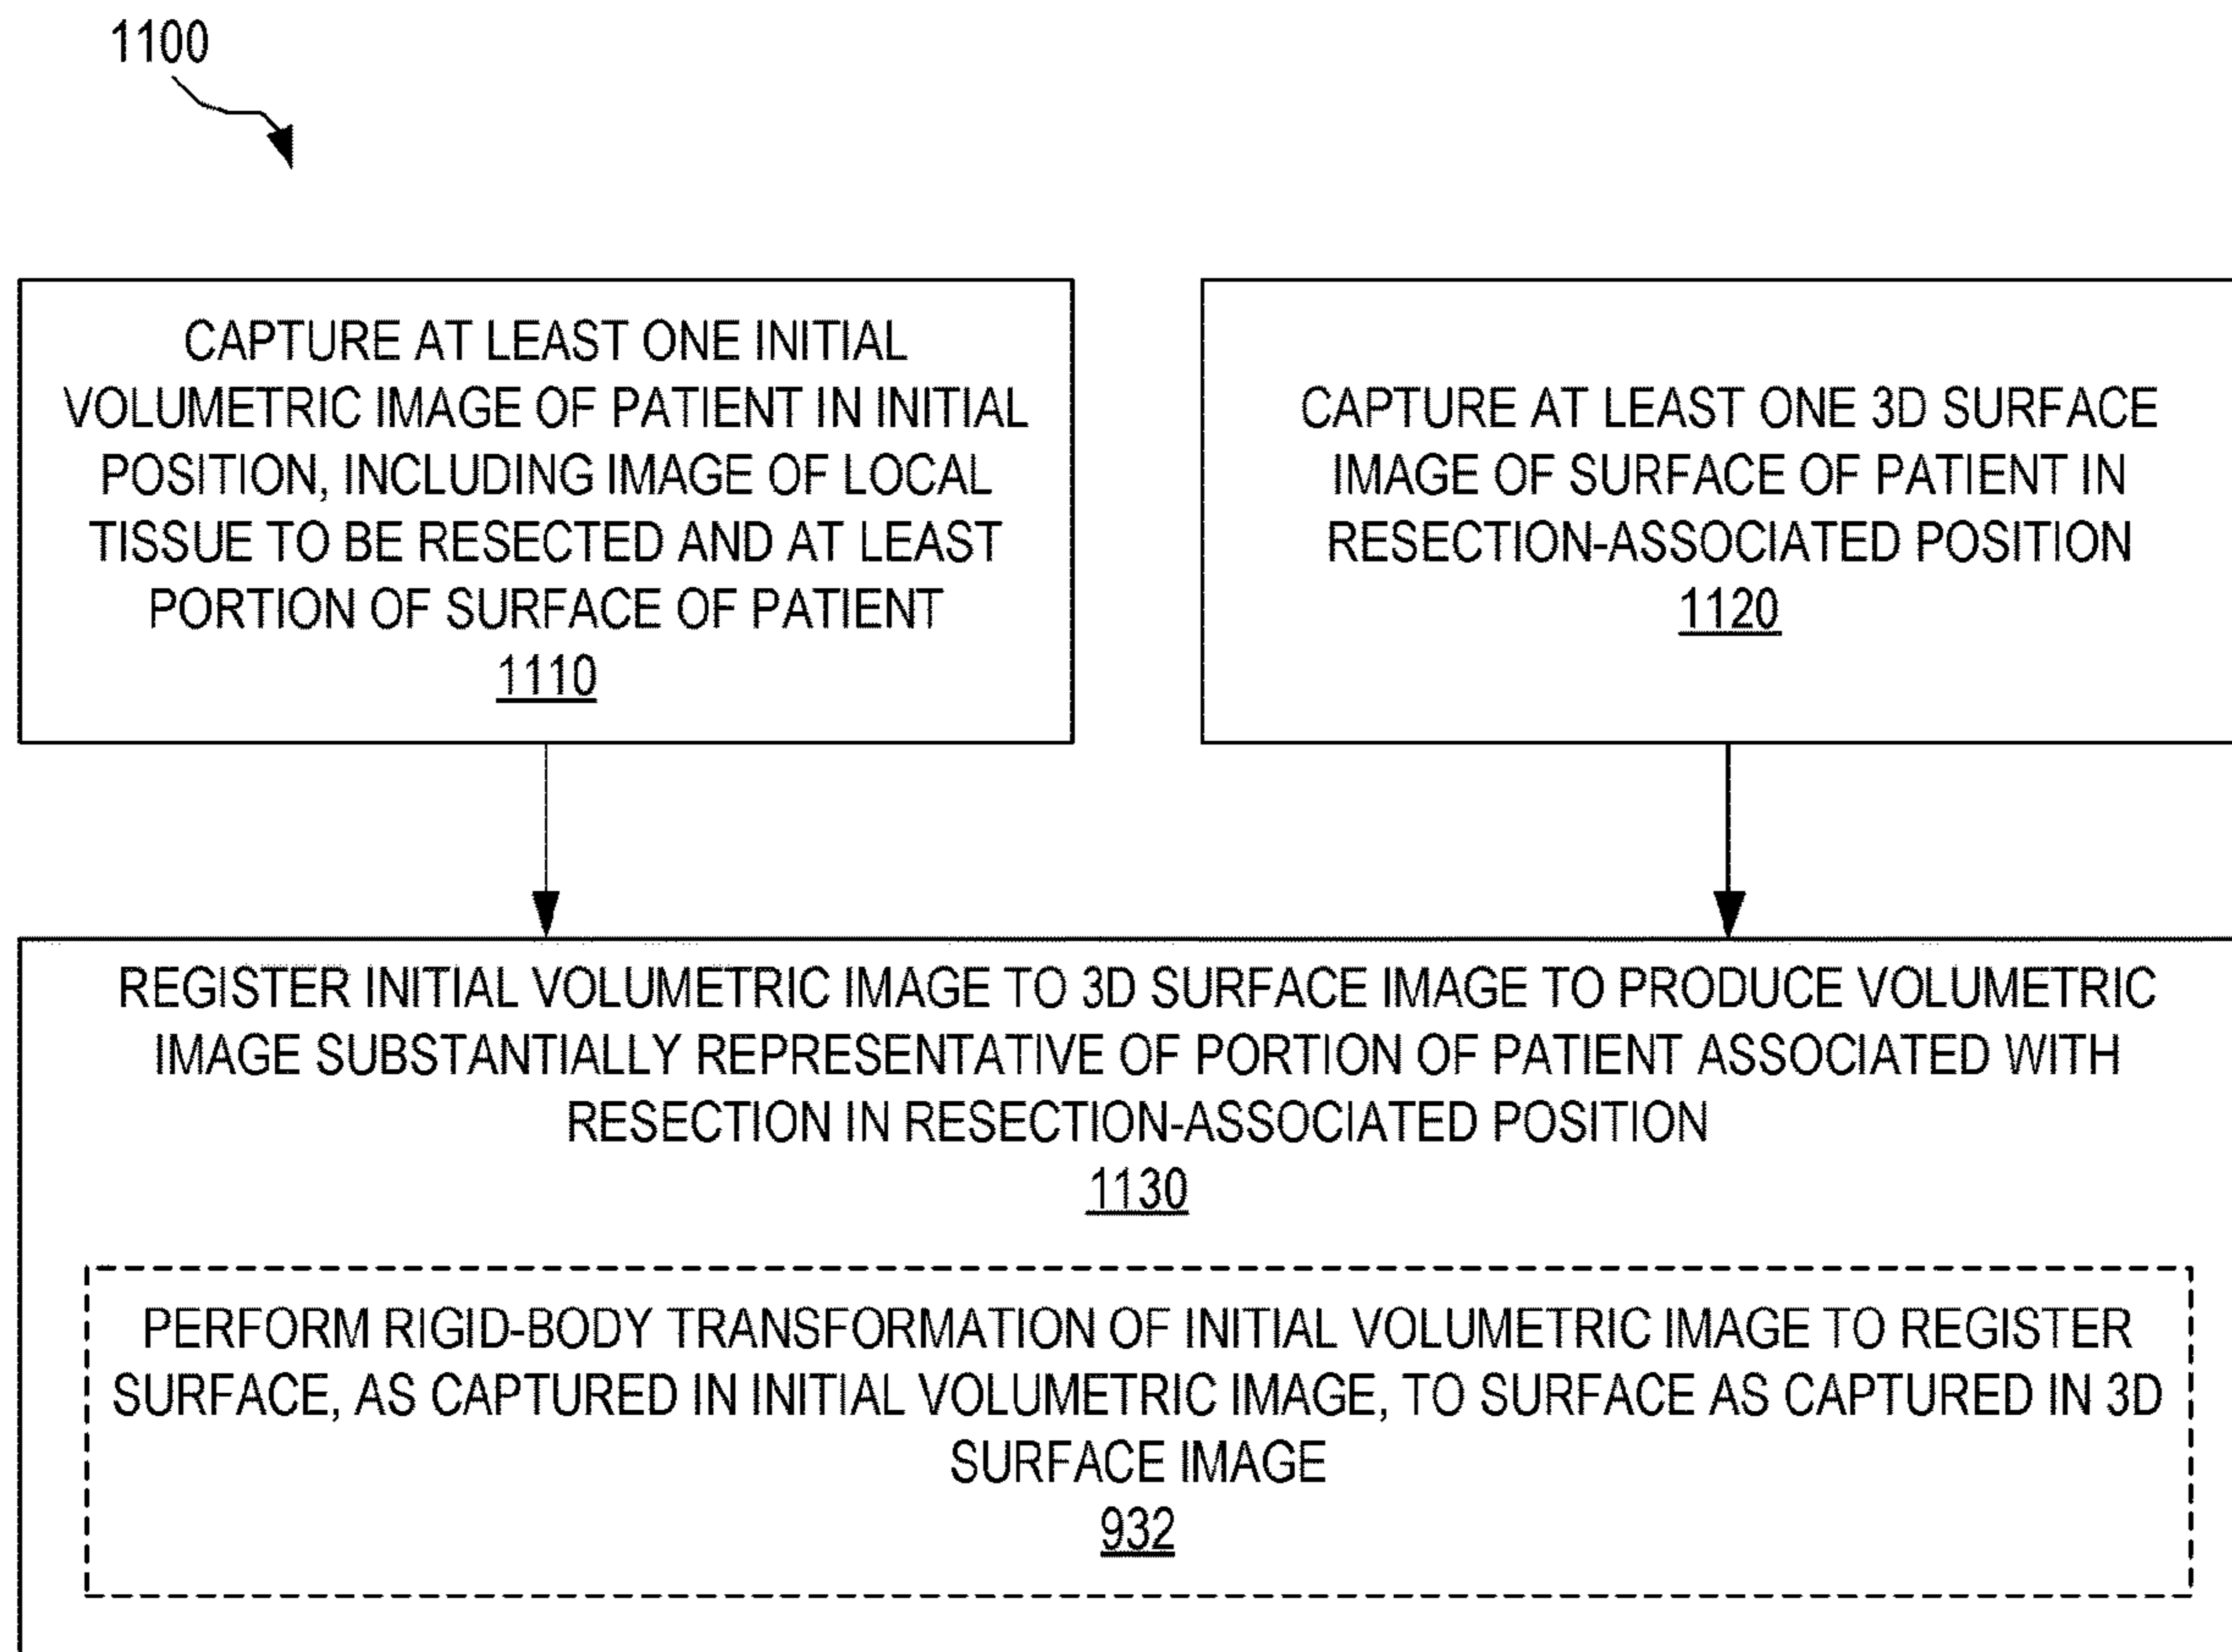 1100
CAPTURE AT LEAST ONE INITIAL
VOLUMETRIC IMAGE OF PATIENT IN INITIAL
POSITION, INCLUDING IMAGE OF LOCAL
TISSUE TO BE RESECTED AND AT LEAST
PORTION OF SURFACE OF PATIENT
1110
CAPTURE AT LEAST ONE 3D SURFACE
IMAGE OF SURFACE OF PATIENT IN
RESECTION-ASSOCIATED POSITION
1120
REGISTER INITIAL VOLUMETRIC IMAGE TO 3D SURFACE IMAGE TO PRODUCE VOLUMETRIC
IMAGE SUBSTANTIALLY REPRESENTATIVE OF PORTION OF PATIENT ASSOCIATED WITH
RESECTION IN RESECTION-ASSOCIATED POSITION
1130
PERFORM RIGID-BODY TRANSFORMATION OF INITIAL VOLUMETRIC IMAGE TO REGISTER
SURFACE, AS CAPTURED IN INITIAL VOLUMETRIC IMAGE, TO SURFACE AS CAPTURED IN 3D
SURFACE IMAGE
932